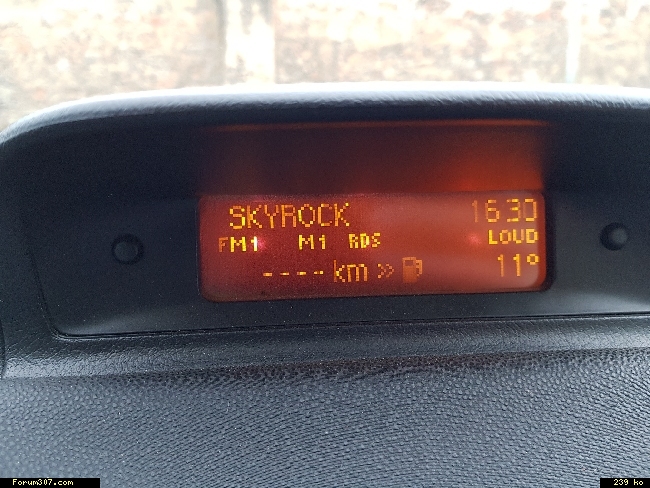 SKYROCK 16:30
FM1 M1 RDS LOUD
---- km » 11°
Forum307.com 239 ko